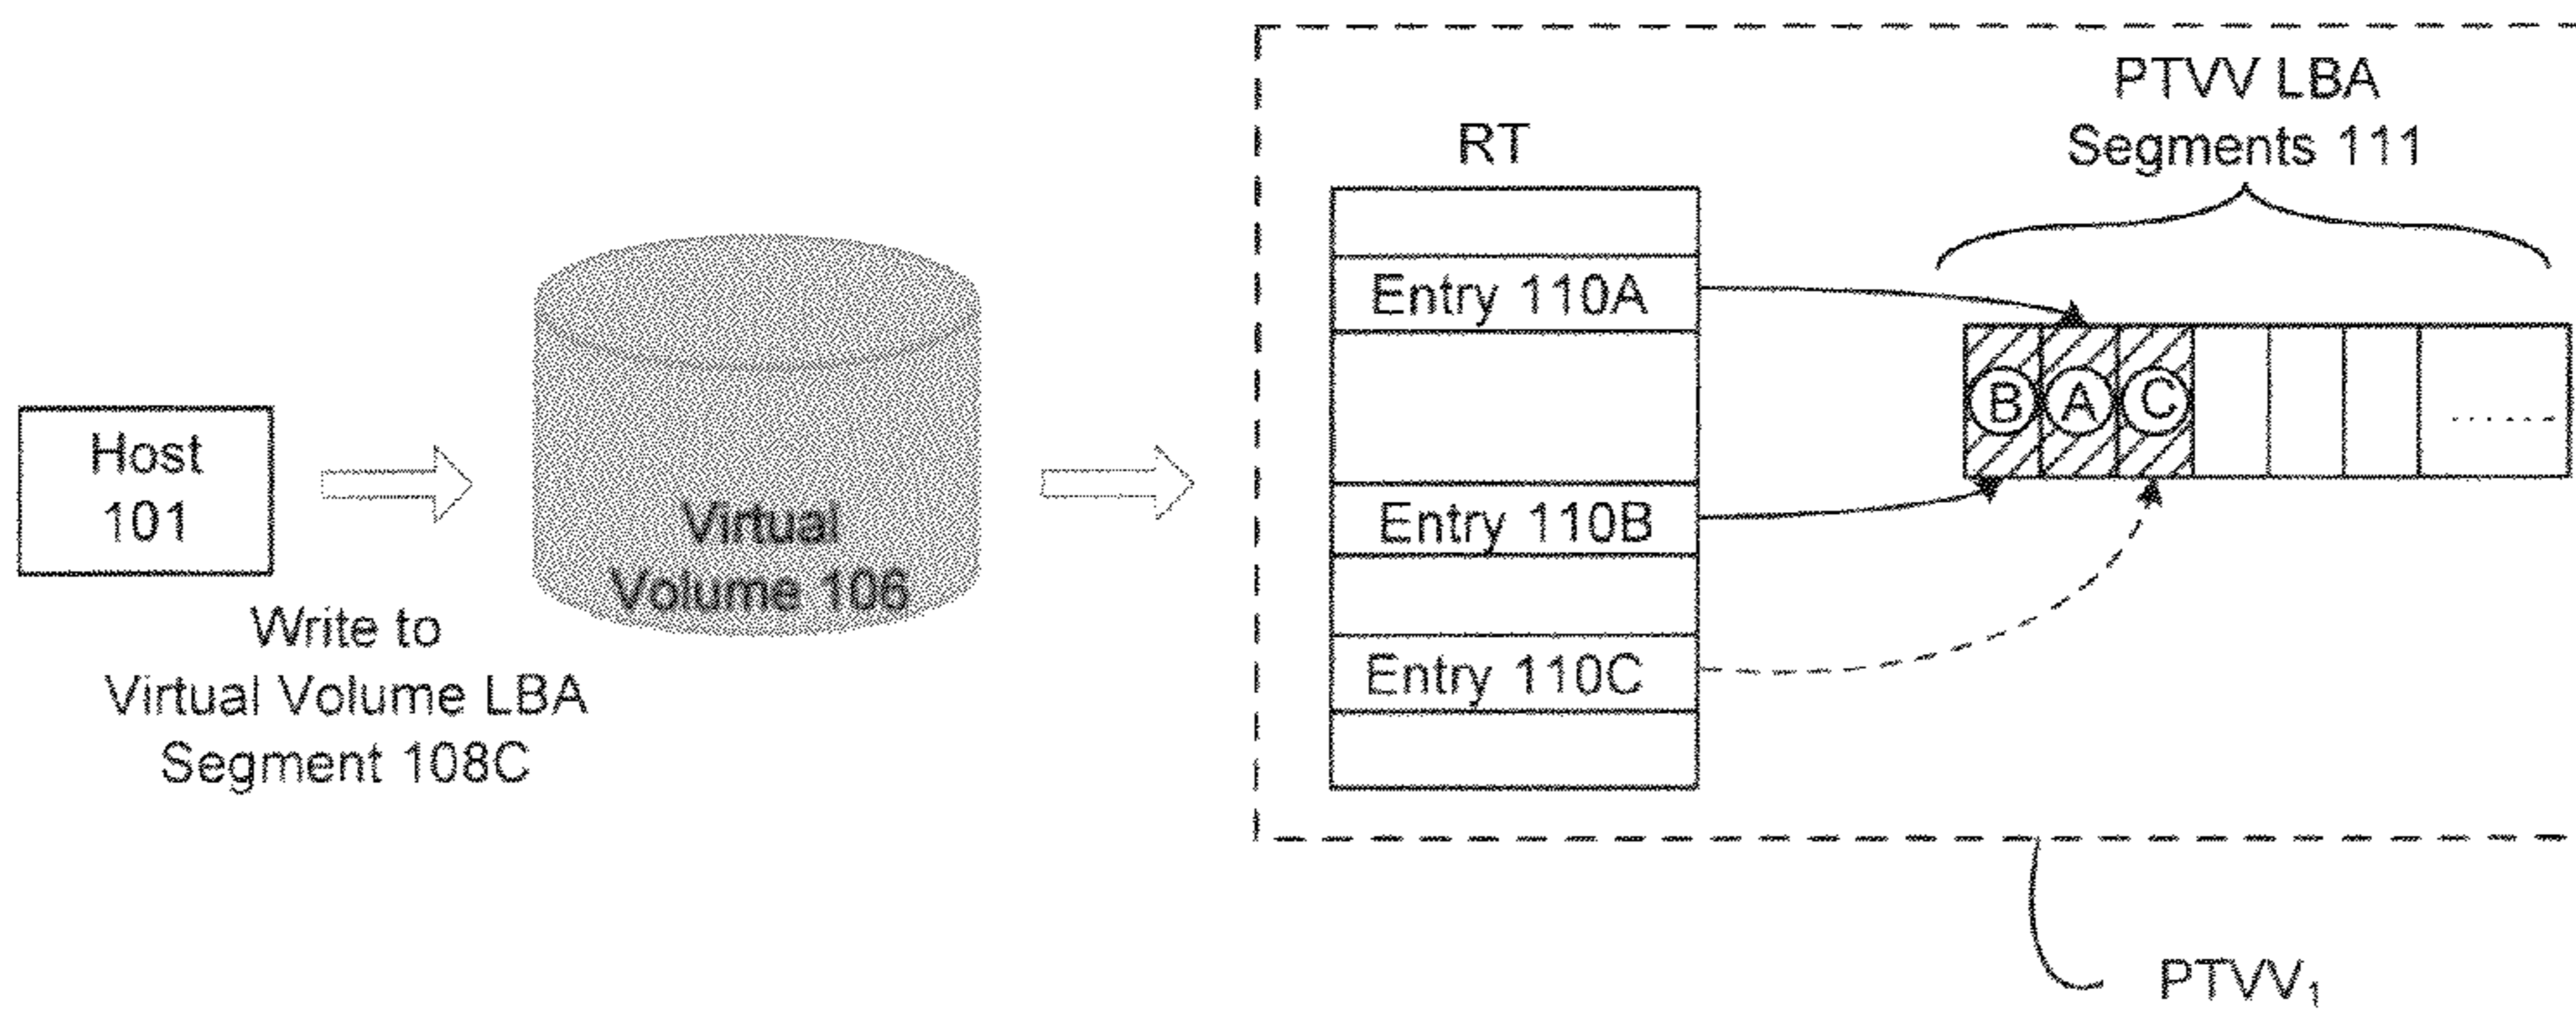 Host
101
Write to
Virtual Volume LBA
Segment 108C
Virtual
Volume 106
RT
Entry 110A
Entry 110B
Entry 110C
PTVV LBA
Segments 111
B A C ......
PTVV₁